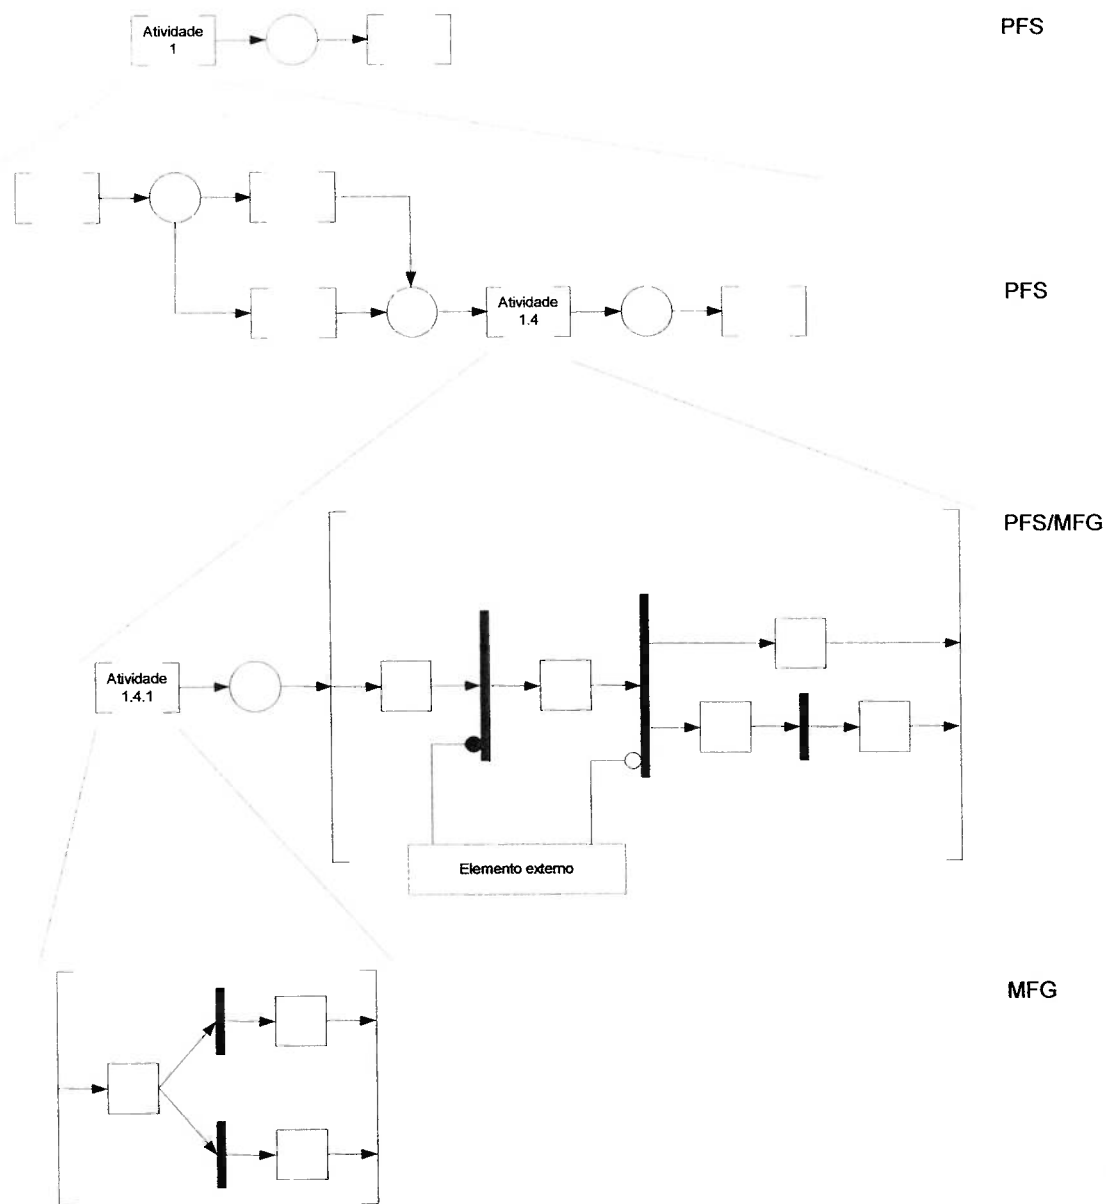 PFS
Atividade
1
PFS
Atividade
1.4
PFS/MFG
Atividade
1.4.1
Elemento externo
MFG